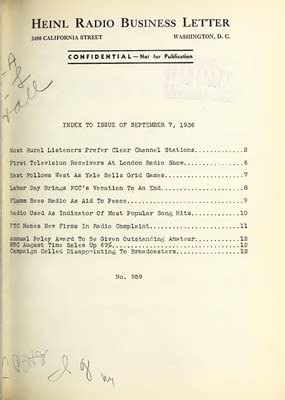 HEINL RADIO BUSINESS LETTER
2400 CALIFORNIA STREET WASHINGTON, D. C.
CONFIDENTIAL—Not for Publication
INDEX TO ISSUE OF SEPTEMBER 7, 1936
Most Rural Listeners Prefer Clear Channel Stations............2
First Television Receivers At London Radio Show...............6
East Follows West As Yale Sells Grid Games....................7
Labor Day Brings FCC's Vacation To An End.....................8
Flamm Sees Radio As Aid To Peace..............................9
Radio Used As Indicator Of Most Popular Song Hits............10
FTC Names New Firms In Radio Complaint.......................11
Annual Paley Award To Be Given Outstanding Amateur...........12
NBC August Time Sales Up 62%.................................12
Campaign Called Disappointing To Broadcasters................12
No. 959